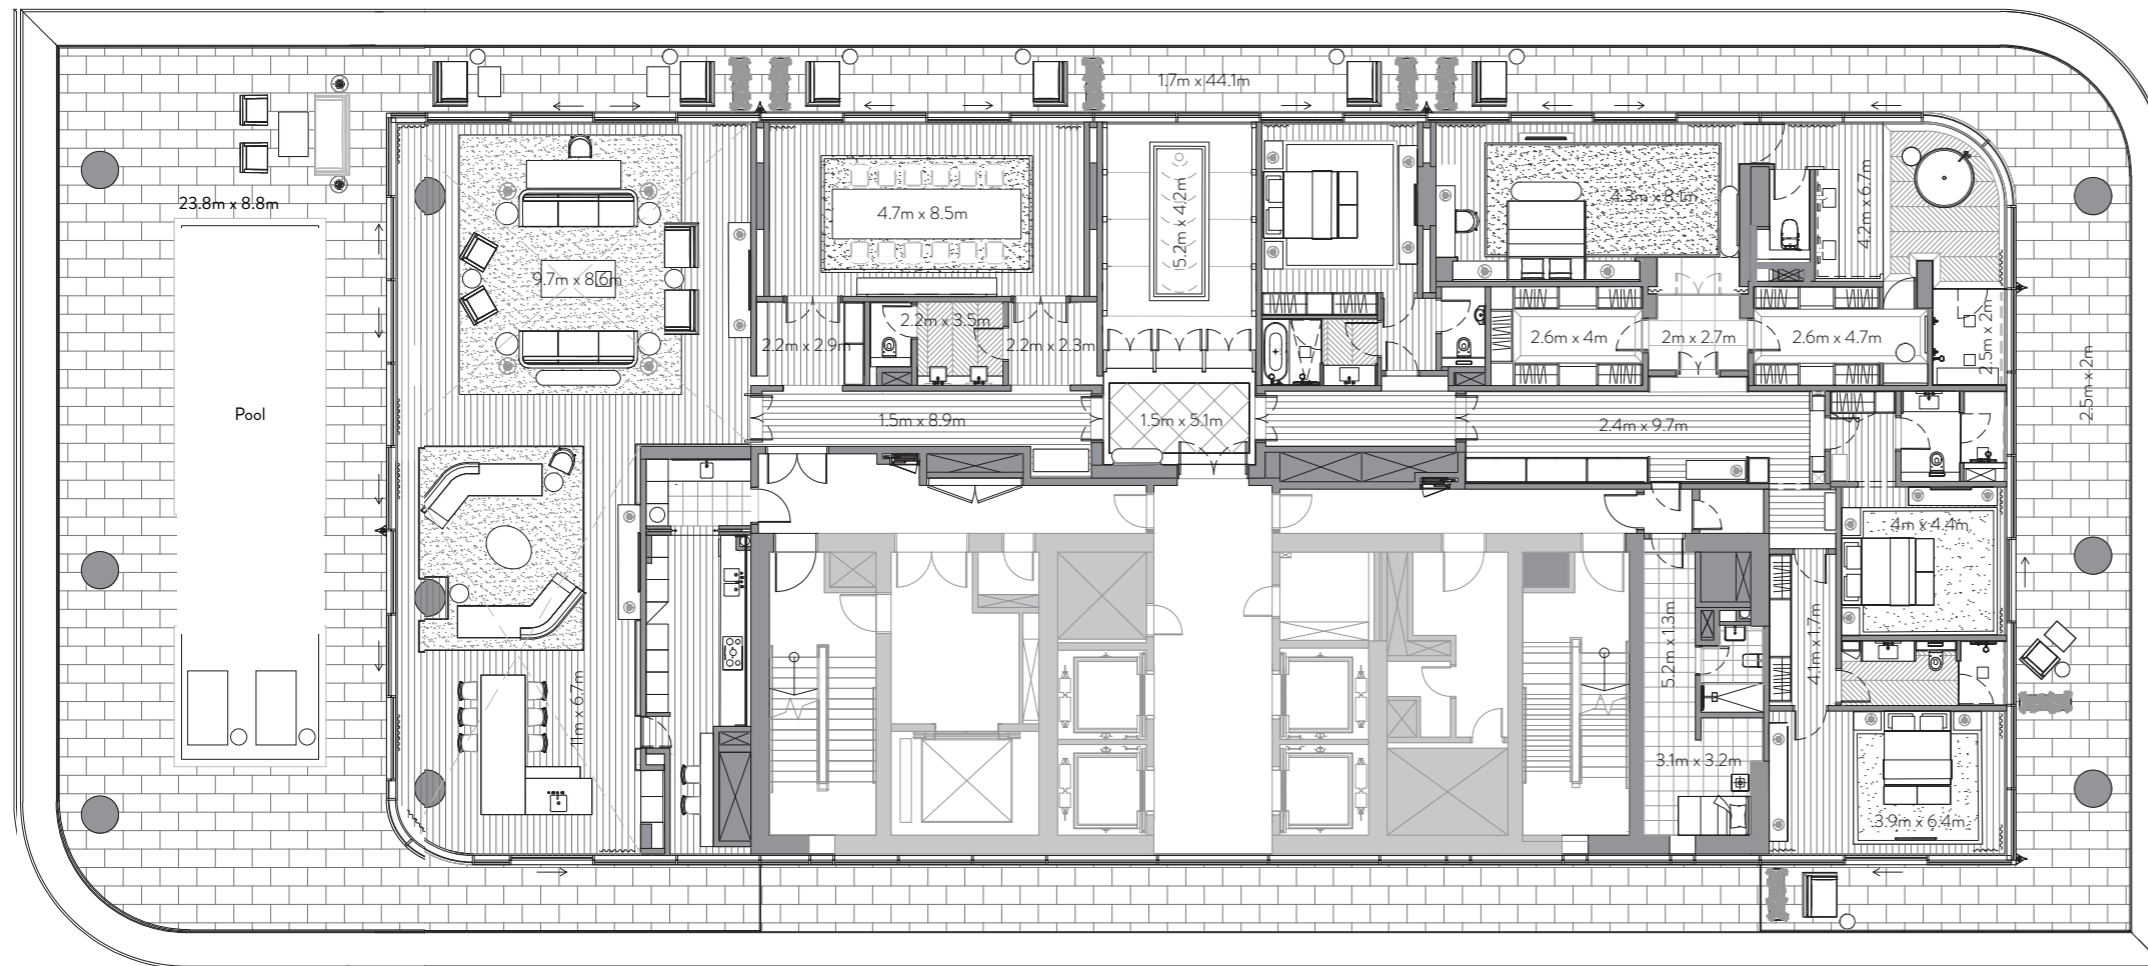 1.7m x 44.1m
23.8m x 8.8m
4.7m x 8.5m
5.2m x 4.2m
4.3m x 8.1m
4.2m x 6.7m
9.7m x 8.6m
2.2m x 2.9m
2.2m x 3.5m
2.2m x 2.3m
2.6m x 4m
2m x 2.7m
2.6m x 4.7m
2.5m x 2m
2.5m x 2m
Pool
1.5m x 8.9m
1.5m x 5.1m
2.4m x 9.7m
4m x 4.4m
5.2m x 1.3m
4.1m x 1.7m
11m x 6.7m
3.1m x 3.2m
3.9m x 6.4m